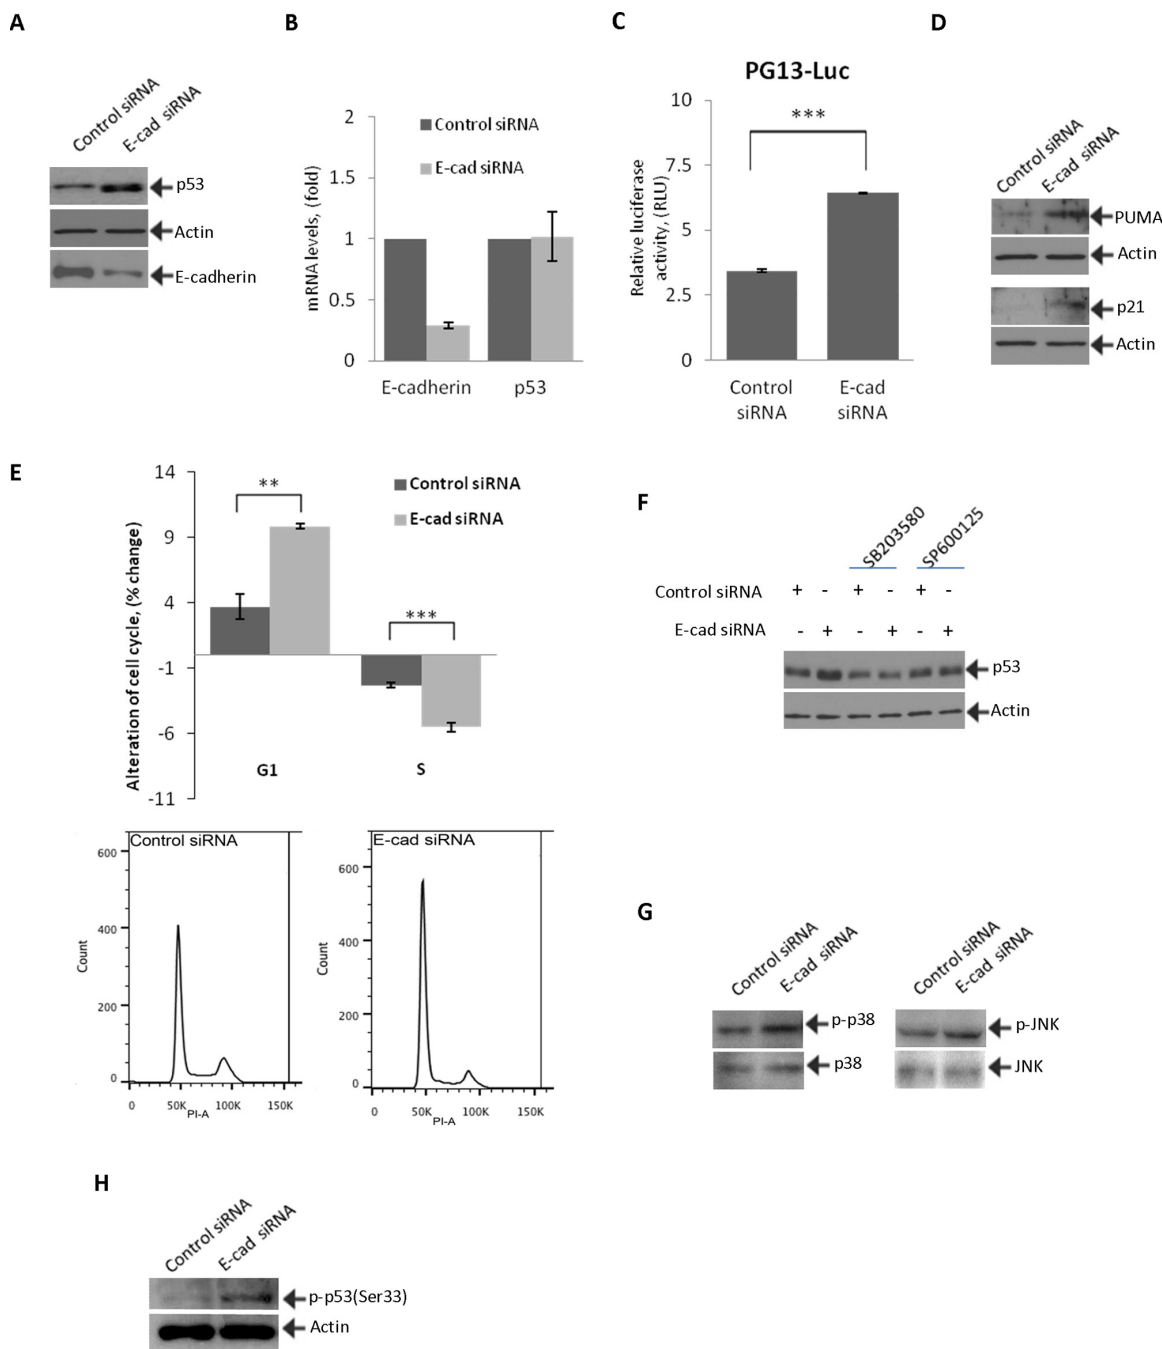 A
Control siRNA
E-cad siRNA
p53
Actin
E-cadherin
B
mRNA levels, (fold)
2
1.5
1
0.5
0
Control siRNA
E-cad siRNA
E-cadherin
p53
C
PG13-Luc
Relative luciferase
activity, (RLU)
10
7.5
5
2.5
0
***
Control
siRNA
E-cad
siRNA
D
Control siRNA
E-cad siRNA
PUMA
Actin
p21
Actin
E
Alteration of cell cycle, (% change)
14
9
4
-1
-6
-11
**
***
Control siRNA
E-cad siRNA
G1
S
Control siRNA
Count
600
400
200
0
0
50K
100K
150K
PI-A
E-cad siRNA
Count
600
400
200
0
0
50K
100K
150K
PI-A
F
SB203580
SP600125
Control siRNA + - + - + -
E-cad siRNA - + - + - +
p53
Actin
G
Control siRNA
E-cad siRNA
p-p38
p38
Control siRNA
E-cad siRNA
p-JNK
JNK
H
Control siRNA
E-cad siRNA
p-p53(Ser33)
Actin